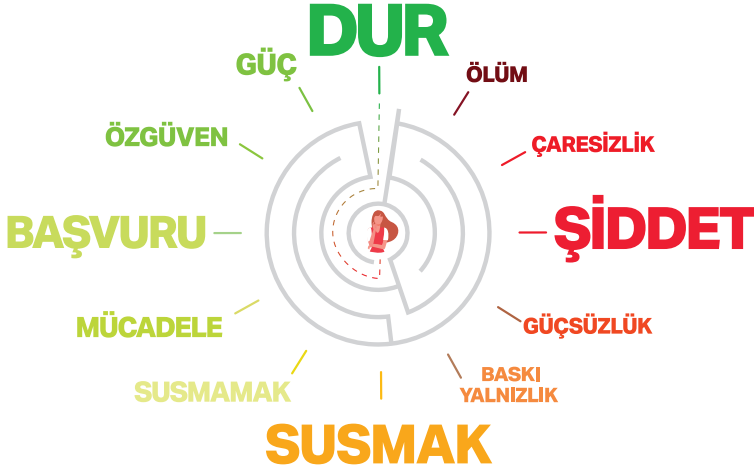 DUR
GÜÇ
ÖLÜM
ÖZGÜVEN
ÇARESİZLİK
BAŞVURU
ŞİDDET
MÜCADELE
GÜÇSÜZLÜK
SUSMAMAK
BASKI
YALNIZLIK
SUSMAK